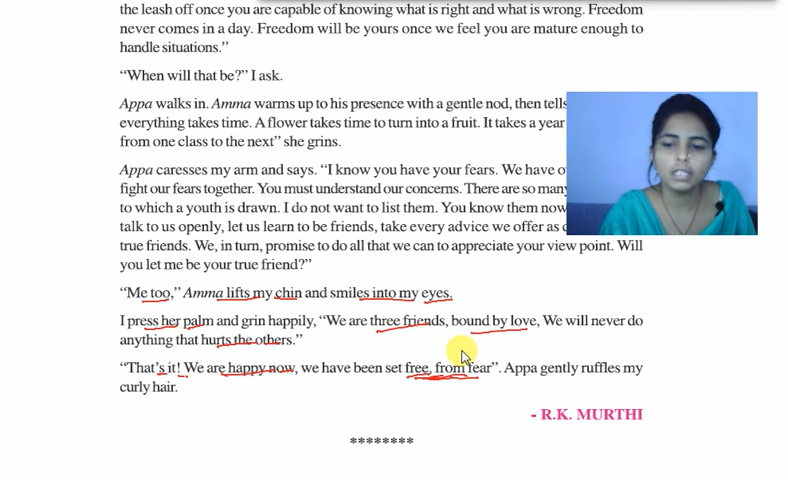 the leash off once you are capable of knowing what is right and what is wrong. Freedom
never comes in a day. Freedom will be yours once we feel you are mature enough to
handle situations.”
“When will that be?” I ask.
Appa walks in. Amma warms up to his presence with a gentle nod, then tells
everything takes time. A flower takes time to turn into a fruit. It takes a year
from one class to the next” she grins.
Appa caresses my arm and says. “I know you have your fears. We have
fight our fears together. You must understand our concerns. There are so many
to which a youth is drawn. I do not want to list them. You know them now
talk to us openly, let us learn to be friends, take every advice we offer as
true friends. We, in turn, promise to do all that we can to appreciate your view point. Will
you let me be your true friend?”
“Me too,” Amma lifts my chin and smiles into my eyes.
I press her palm and grin happily, “We are three friends, bound by love, We will never do
anything that hurts the others.”
“That’s it! We are happy now, we have been set free, from fear”. Appa gently ruffles my
curly hair.
- R.K. MURTHI
********